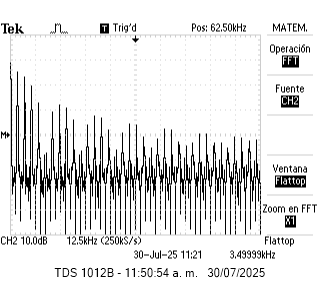 Tek T Trig'd Pos: 62.50kHz MATEM.
Operación
FFT
Fuente
CH2
M
Ventana
Flattop
Zoom en FFT
X1
CH2 10.0dB 12.5kHz (250kS/s) Flattop
30-Jul-25 11:21 3.49999kHz
TDS 1012B - 11:50:54 a. m. 30/07/2025